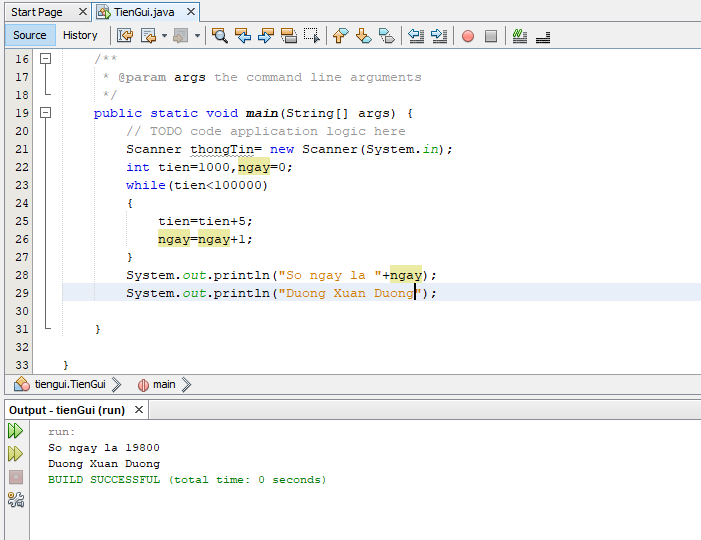 Start Page
TienGui.java
Source
History
16 /**
17 * @param args the command line arguments
18 */
19 public static void main(String[] args) {
20 // TODO code application logic here
21 Scanner thongTin= new Scanner(System.in);
22 int tien=1000,ngay=0;
23 while(tien<100000)
24 {
25 tien=tien+5;
26 ngay=ngay+1;
27 }
28 System.out.println("So ngay la "+ngay);
29 System.out.println("Duong Xuan Duong");
30
31 }
32
33 }
tiengui.TienGui
main
Output - tienGui (run)
run:
So ngay la 19800
Duong Xuan Duong
BUILD SUCCESSFUL (total time: 0 seconds)